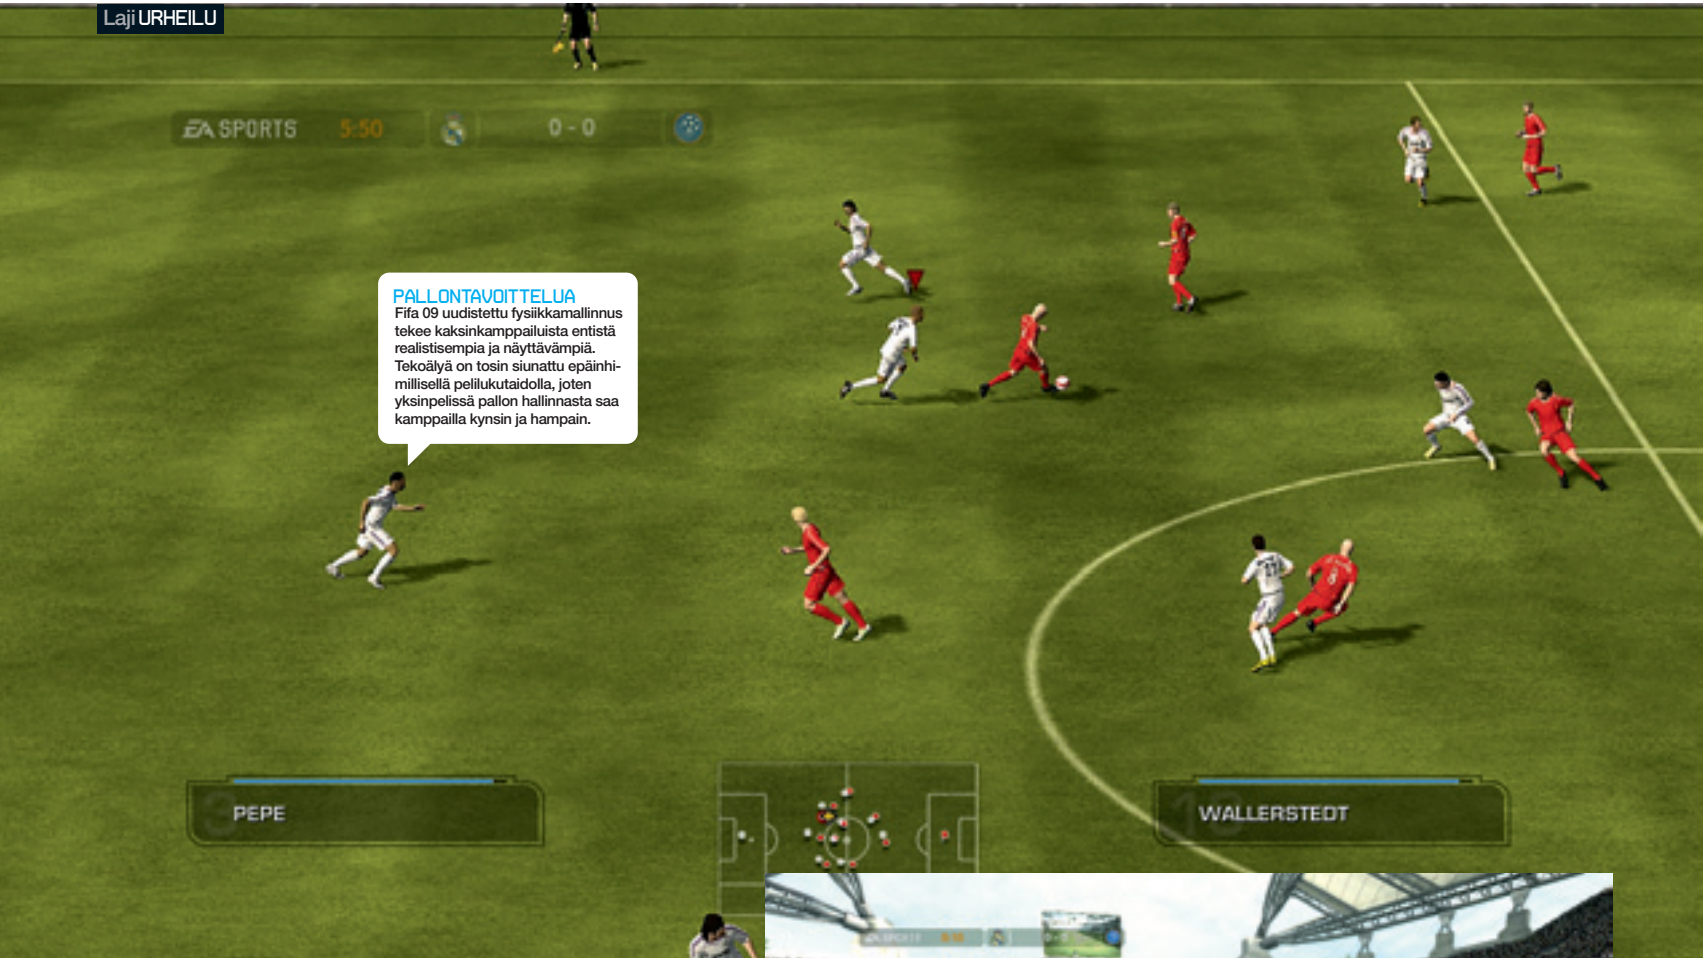 Laji URHEILU
EA SPORTS 5:50 0 - 0
PALLONTAVOITTELUA
Fifa 09 uudistettu fysiikkamallinnus
tekee kaksinkamppailuista entistä
realistisempia ja näyttävämpiä.
Tekoälyä on tosin siunattu epäinhi-
millisellä pelilukutaidolla, joten
yksinpelissä pallon hallinnasta saa
kamppailla kynsin ja hampain.
3 PEPE
WALLERSTEDT